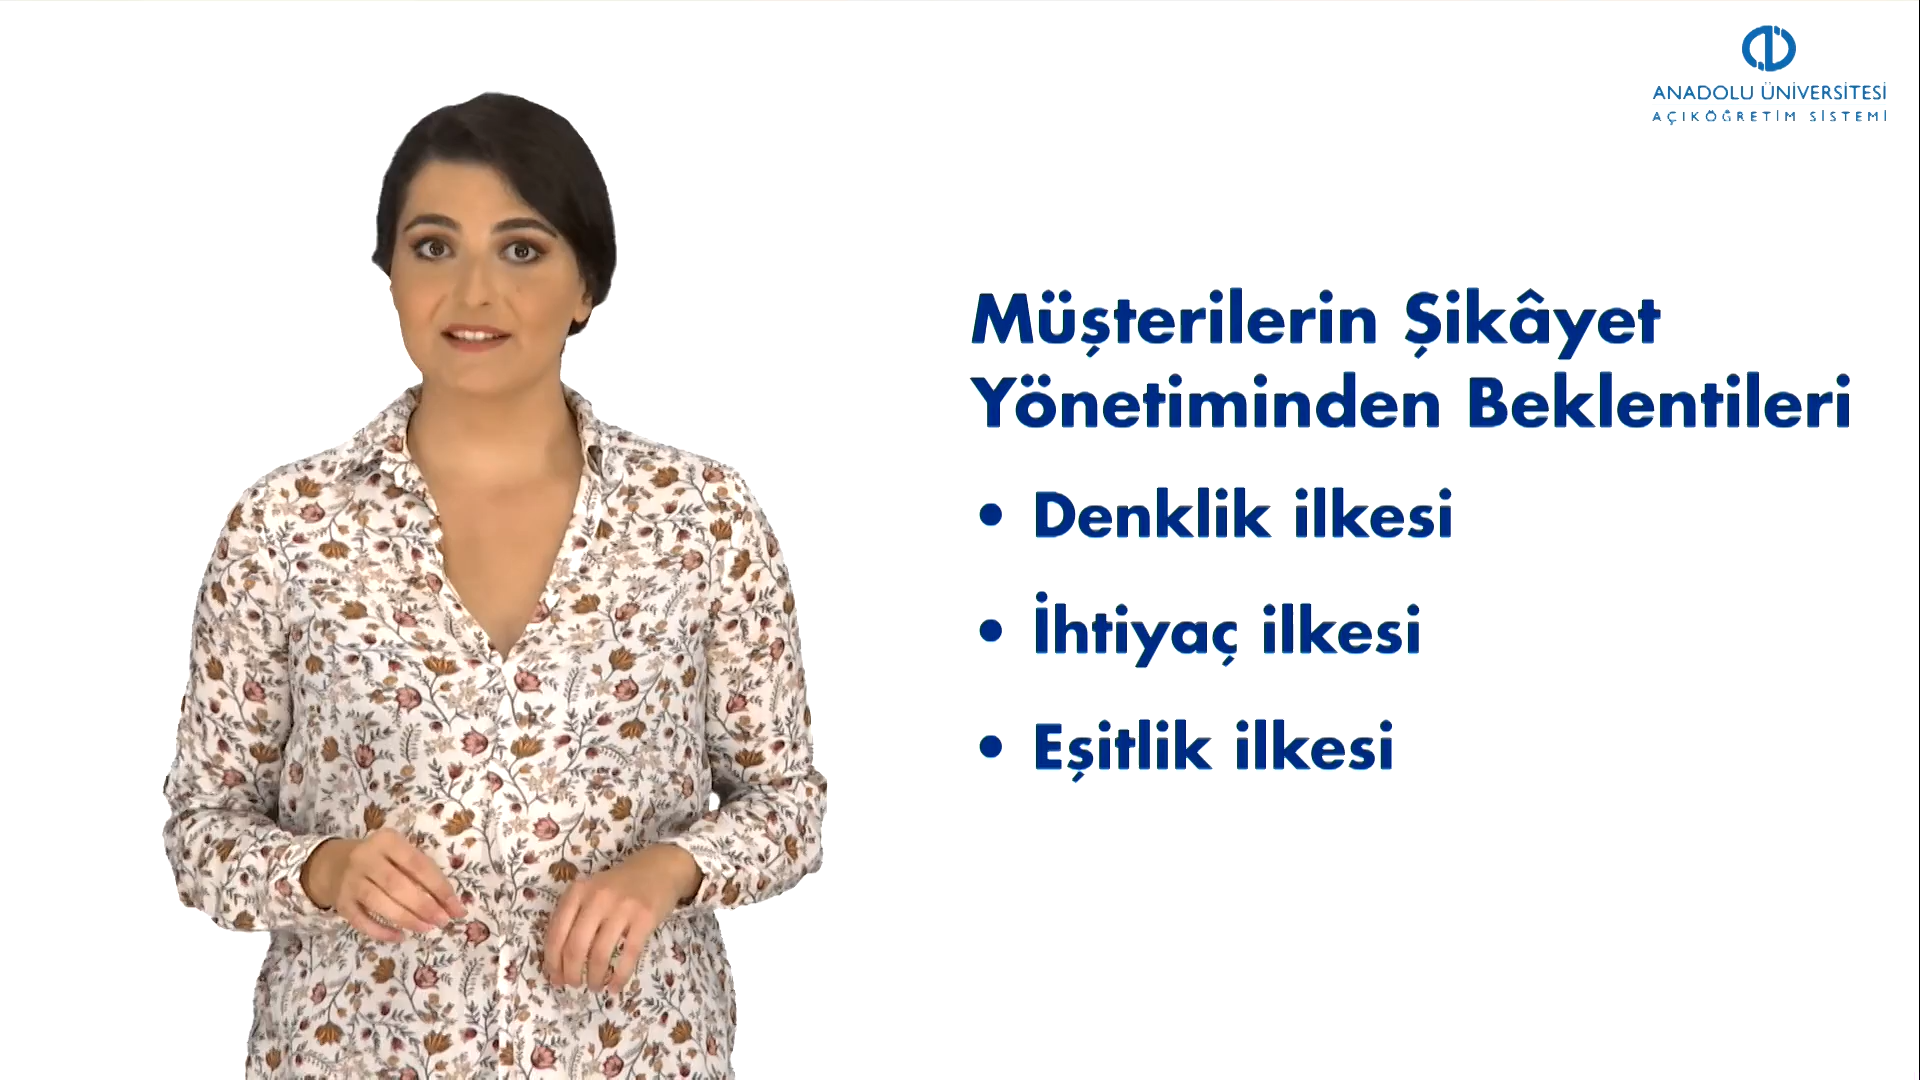 ANADOLU ÜNİVERSİTESİ
AÇIKÖĞRETİM SİSTEMİ
Müşterilerin Şikâyet
Yönetiminden Beklentileri
• Denklik ilkesi
• İhtiyaç ilkesi
• Eşitlik ilkesi